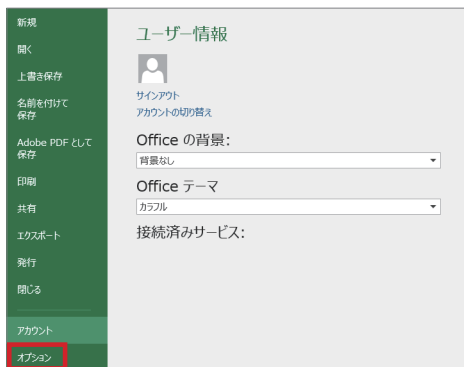 新規
開く
上書き保存
名前を付けて
保存
Adobe PDF として
保存
印刷
共有
エクスポート
発行
閉じる
アカウント
オプション
ユーザー情報
サインアウト
アカウントの切り替え
Office の背景:
背景なし
Office テーマ
カラフル
接続済みサービス: